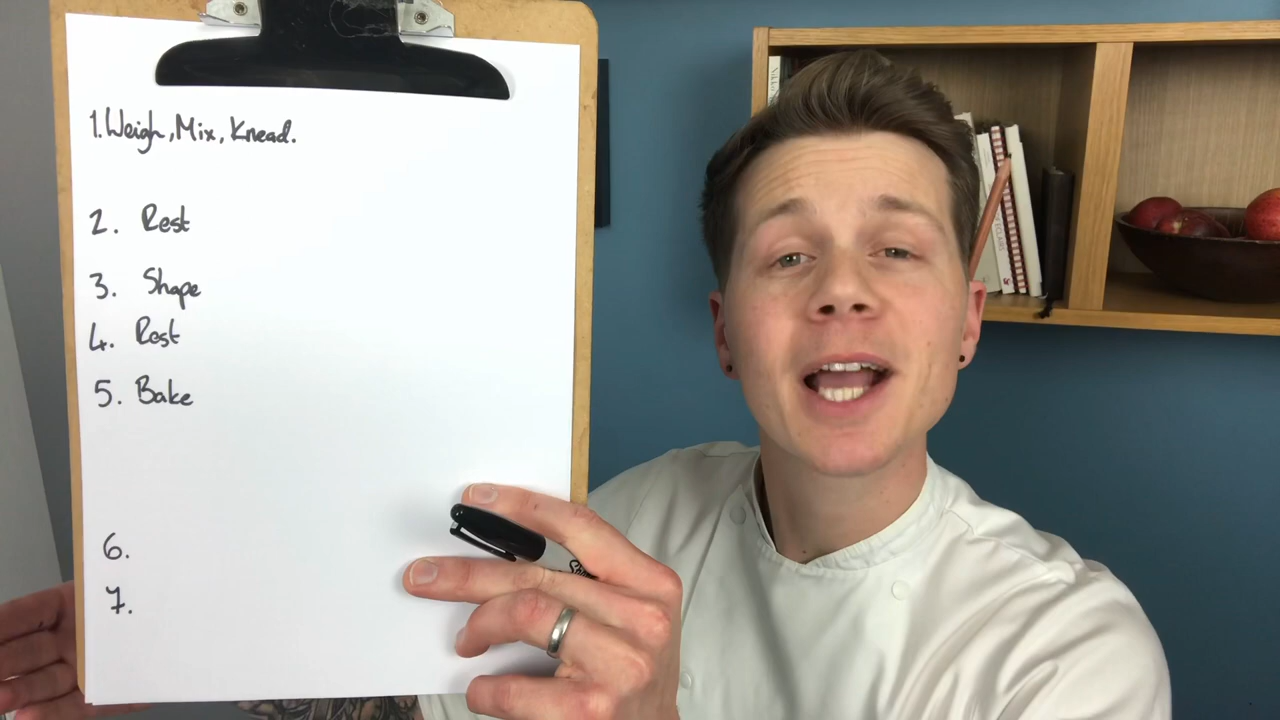 1. Weigh, Mix, Knead.
2. Rest
3. Shape
4. Rest
5. Bake
6.
7.